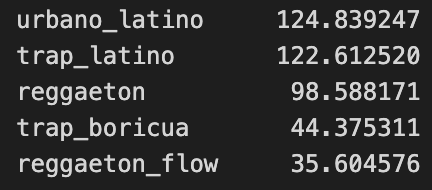 urbano_latino 124.839247
trap_latino 122.612520
reggaeton 98.588171
trap_boricua 44.375311
reggaeton_flow 35.604576